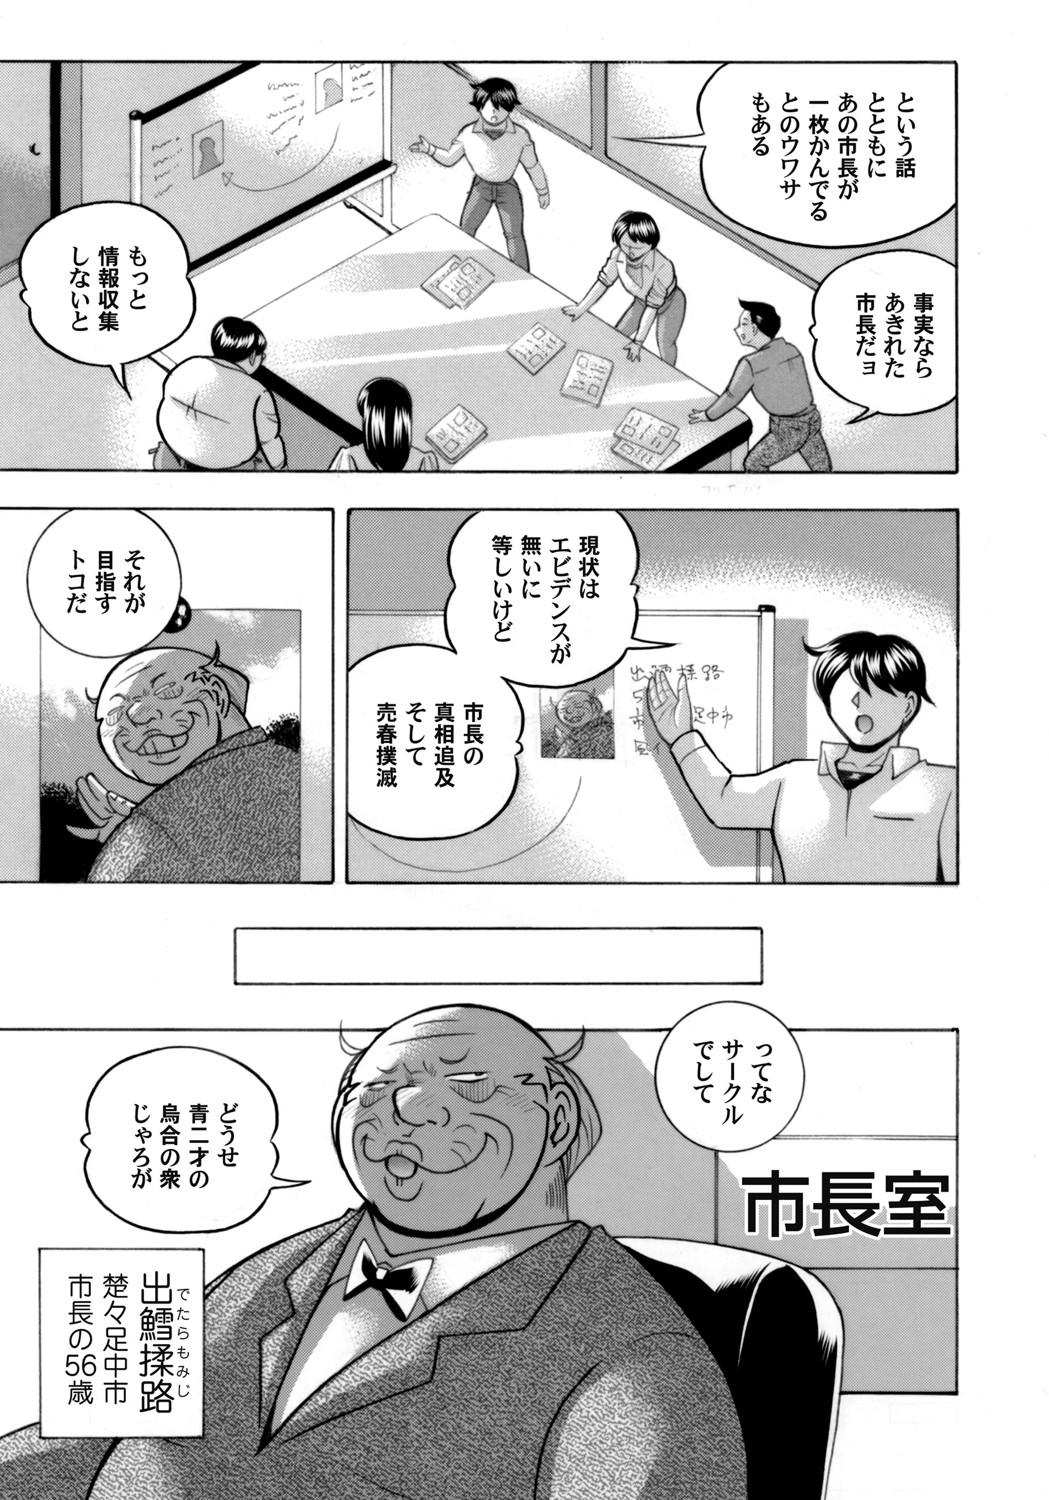 という話
とともに
あの市長が
一枚かんでる
とのウワサ
もある
事実なら
あきれた
市長だョ
もっと
情報収集
しないと
現状は
エビデンスが
無いに
等しいけど
市長の
真相追及
そして
売春撲滅
路
足中市
それが
目指す
トコだ
ってな
サークル
でして
市長室
どうせ
青二才の
烏合の衆
じゃろが
でたらもみじ
出鱈揉路
楚々足中市
市長の56歳